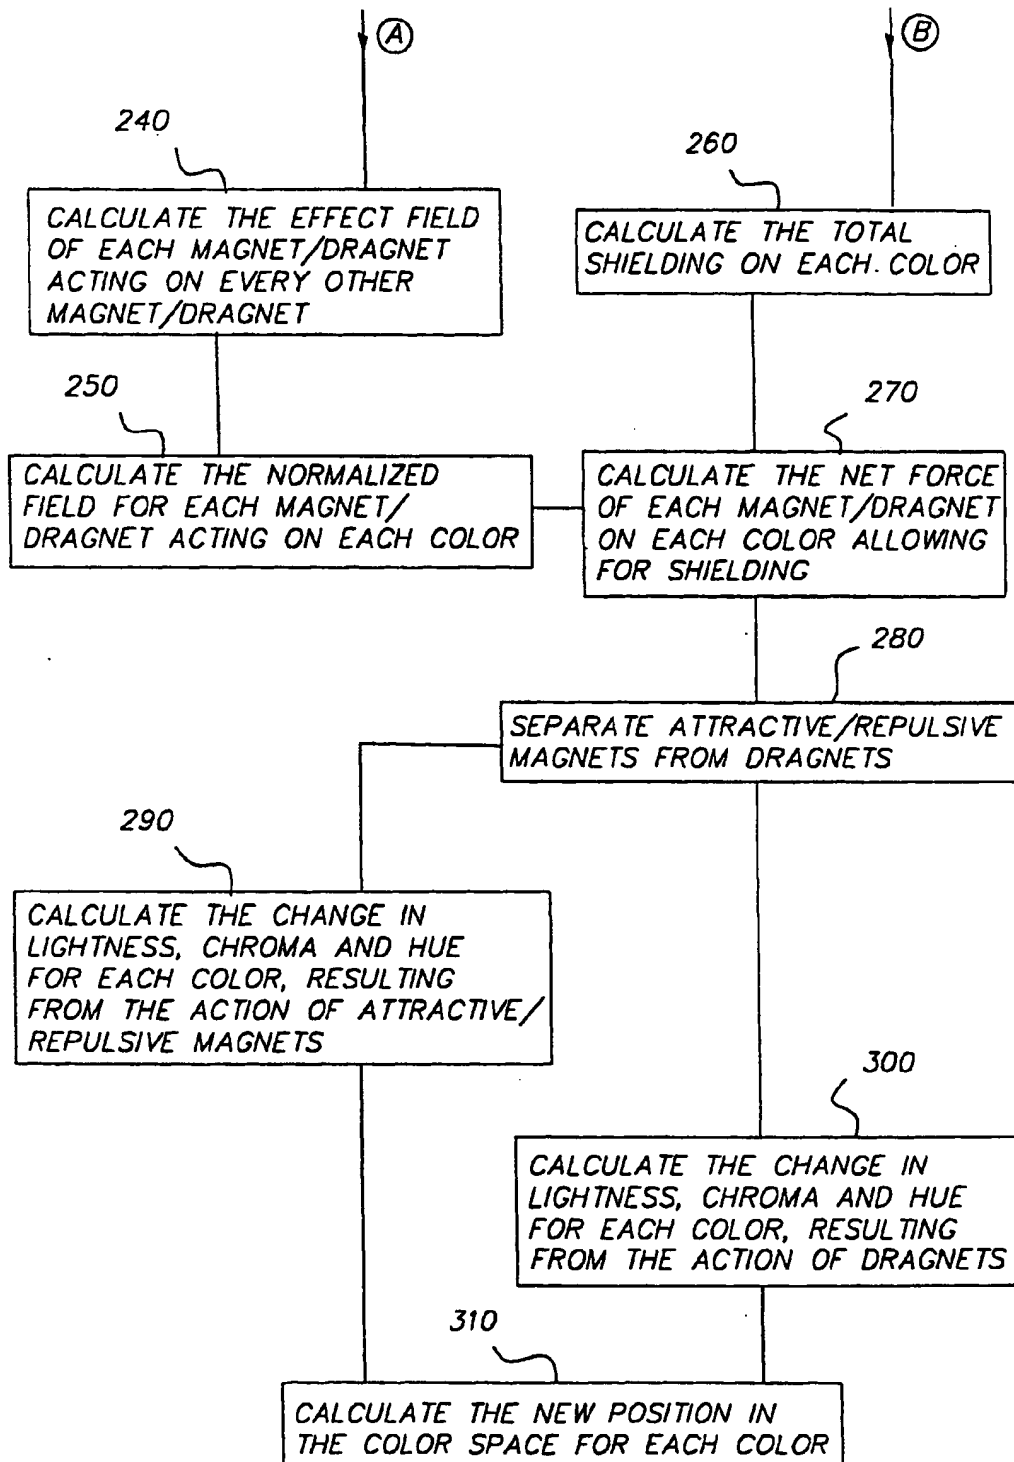 A
B
240
CALCULATE THE EFFECT FIELD
OF EACH MAGNET/DRAGNET
ACTING ON EVERY OTHER
MAGNET/DRAGNET
260
CALCULATE THE TOTAL
SHIELDING ON EACH COLOR
250
CALCULATE THE NORMALIZED
FIELD FOR EACH MAGNET/
DRAGNET ACTING ON EACH COLOR
270
CALCULATE THE NET FORCE
OF EACH MAGNET/DRAGNET
ON EACH COLOR ALLOWING
FOR SHIELDING
280
SEPARATE ATTRACTIVE/REPULSIVE
MAGNETS FROM DRAGNETS
290
CALCULATE THE CHANGE IN
LIGHTNESS, CHROMA AND HUE
FOR EACH COLOR, RESULTING
FROM THE ACTION OF ATTRACTIVE/
REPULSIVE MAGNETS
300
CALCULATE THE CHANGE IN
LIGHTNESS, CHROMA AND HUE
FOR EACH COLOR, RESULTING
FROM THE ACTION OF DRAGNETS
310
CALCULATE THE NEW POSITION IN
THE COLOR SPACE FOR EACH COLOR